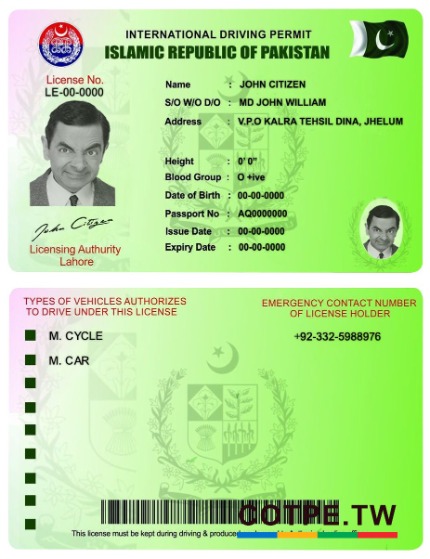 INTERNATIONAL DRIVING PERMIT
ISLAMIC REPUBLIC OF PAKISTAN
License No.
LE-00-0000
Name : JOHN CITIZEN
S/O W/O D/O : MD JOHN WILLIAM
Address : V.P.O KALRA TEHSIL DINA, JHELUM
Height : 0' 0"
Blood Group : O +ive
Date of Birth : 00-00-0000
Passport No : AQ0000000
Issue Date : 00-00-0000
Expiry Date : 00-00-0000
John Citizen
Licensing Authurity
Lahore
TYPES OF VEHICLES AUTHORIZES
TO DRIVE UNDER THIS LICENSE
EMERGENCY CONTACT NUMBER
OF LICENSE HOLDER
M. CYCLE
+92-332-5988976
M. CAR
COTPE.TW
This license must be kept during driving & produced